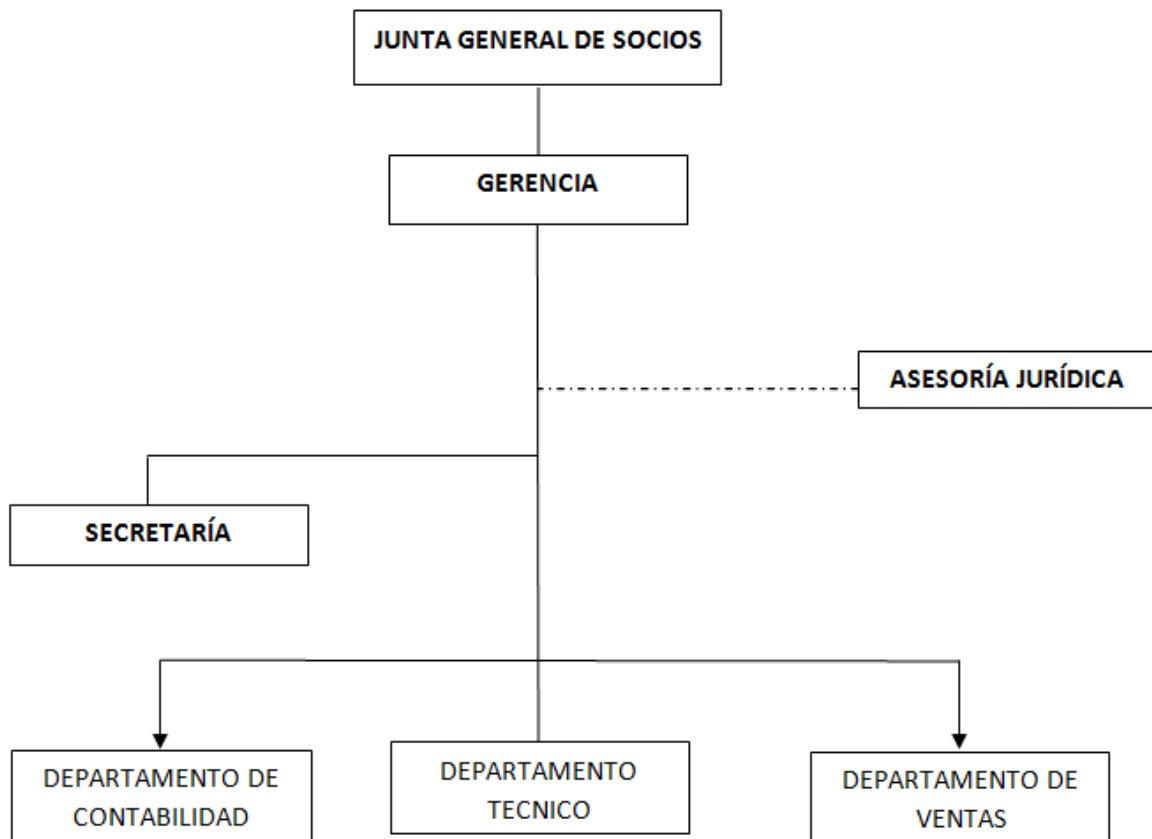 JUNTA GENERAL DE SOCIOS
GERENCIA
ASESORÍA JURÍDICA
SECRETARÍA
DEPARTAMENTO DE
CONTABILIDAD
DEPARTAMENTO
TECNICO
DEPARTAMENTO DE
VENTAS